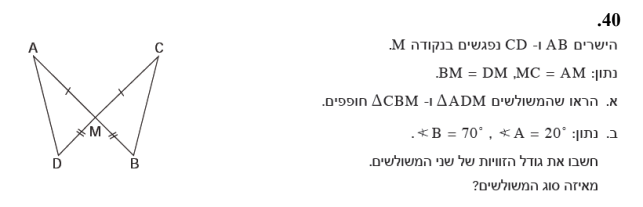 .40
הישרים AB ו- CD נפגשים בנקודה M.
נתון: BM = DM ,MC = AM.
א. הראו שהמשולשים ΔADM ו- ΔCBM חופפים.
ב. נתון: ∢B = 70° , ∢A = 20°.
חשבו את גודל הזוויות של שני המשולשים.
מאיזה סוג המשולשים?
A
C
M
D
B